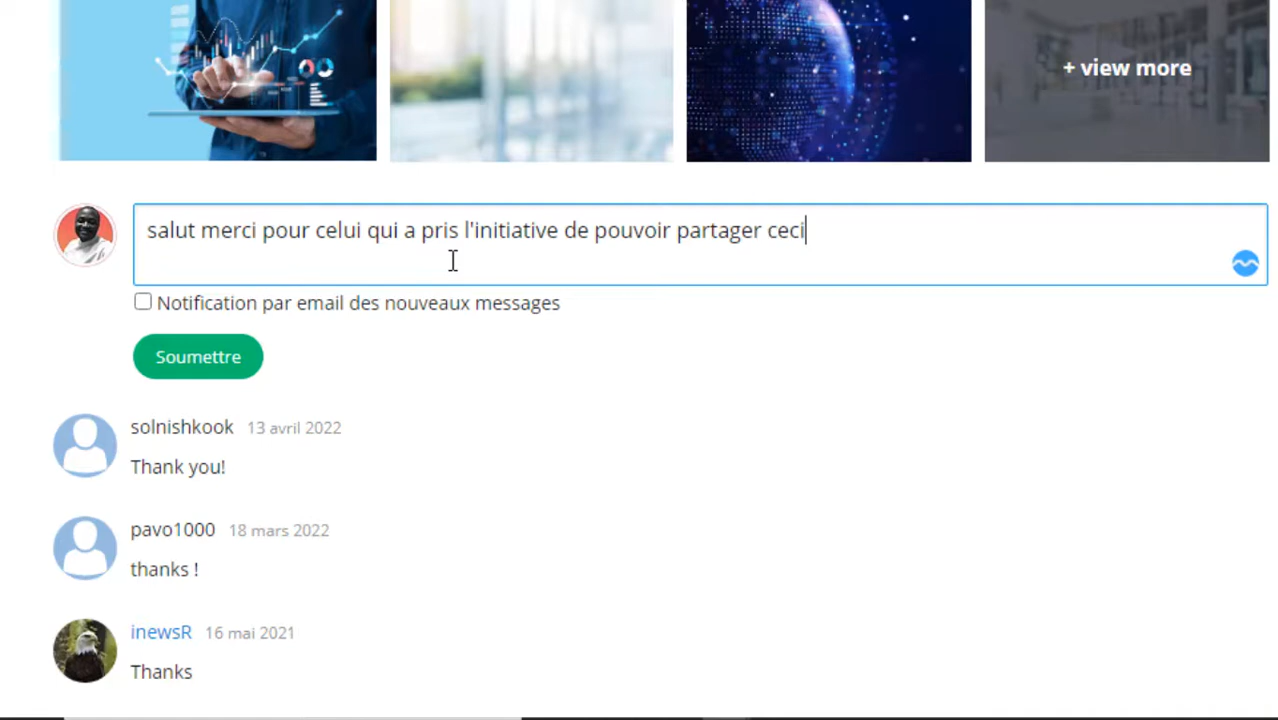 + view more
salut merci pour celui qui a pris l'initiative de pouvoir partager ceci
Notification par email des nouveaux messages
Soumettre
solnishkook 13 avril 2022
Thank you!
pavo1000 18 mars 2022
thanks !
inewsR 16 mai 2021
Thanks